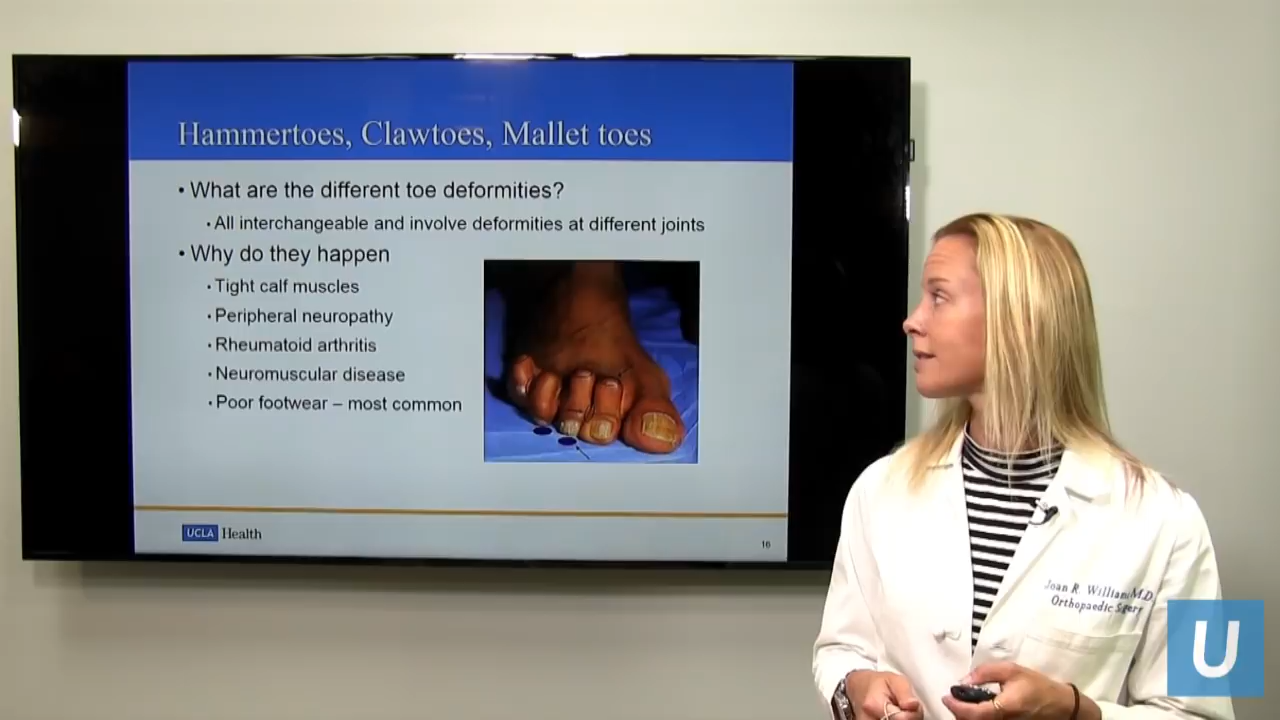 Hammertoes, Clawtoes, Mallet toes
• What are the different toe deformities?
• All interchangeable and involve deformities at different joints
• Why do they happen
• Tight calf muscles
• Peripheral neuropathy
• Rheumatoid arthritis
• Neuromuscular disease
• Poor footwear – most common
UCLA Health
16
Joan R. Williams, M.D.
Orthopaedic Surgery
U